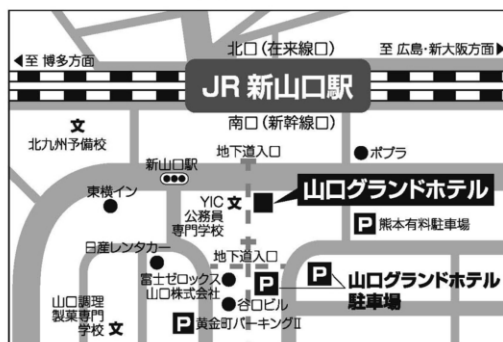 北口(在来線口)
至 博多方面
至 広島・新大阪方面
JR 新山口駅
南口(新幹線口)
文
北九州予備校
地下道入口
ポプラ
新山口駅
山口グランドホテル
東横イン
YIC 文
公務員
専門学校
P 熊本有料駐車場
日産レンタカー
地下道入口
富士ゼロックス
山口株式会社
P
P
山口グランドホテル
駐車場
谷口ビル
山口調理
製菓専門
学校 文
P 黄金町パーキングⅡ